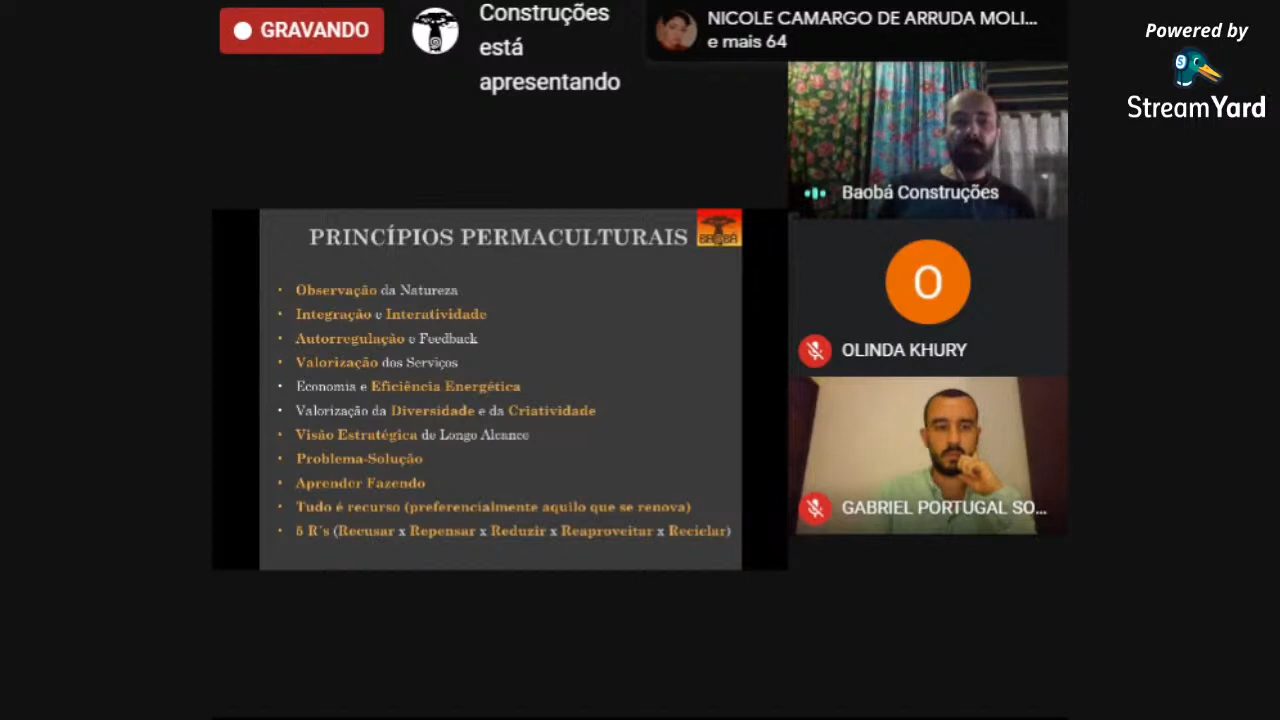 GRAVANDO
Construções
está
apresentando
NICOLE CAMARGO DE ARRUDA MOLI...
e mais 64
Powered by
StreamYard
Baobá Construções
PRINCÍPIOS PERMACULTURAIS
BAOBÁ
• Observação da Natureza
• Integração e Interatividade
• Autorregulação e Feedback
• Valorização dos Serviços
• Economia e Eficiência Energética
• Valorização da Diversidade e da Criatividade
• Visão Estratégica de Longo Alcance
• Problema-Solução
• Aprender Fazendo
• Tudo é recurso (preferencialmente aquilo que se renova)
• 5 R´s (Recusar x Repensar x Reduzir x Reaproveitar x Reciclar)
O
OLINDA KHURY
GABRIEL PORTUGAL SO...